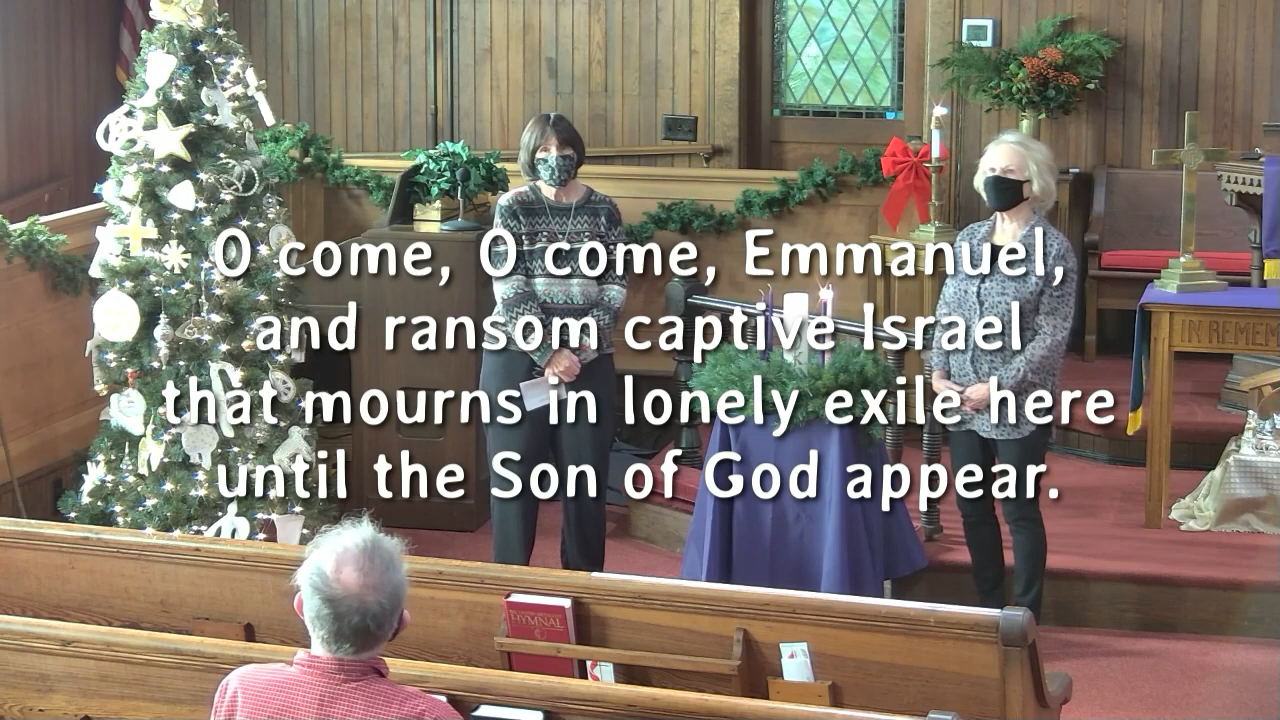 O come, O come, Emmanuel,
and ransom captive Israel
that mourns in lonely exile here
until the Son of God appear.
IN REMEM
HYMNAL